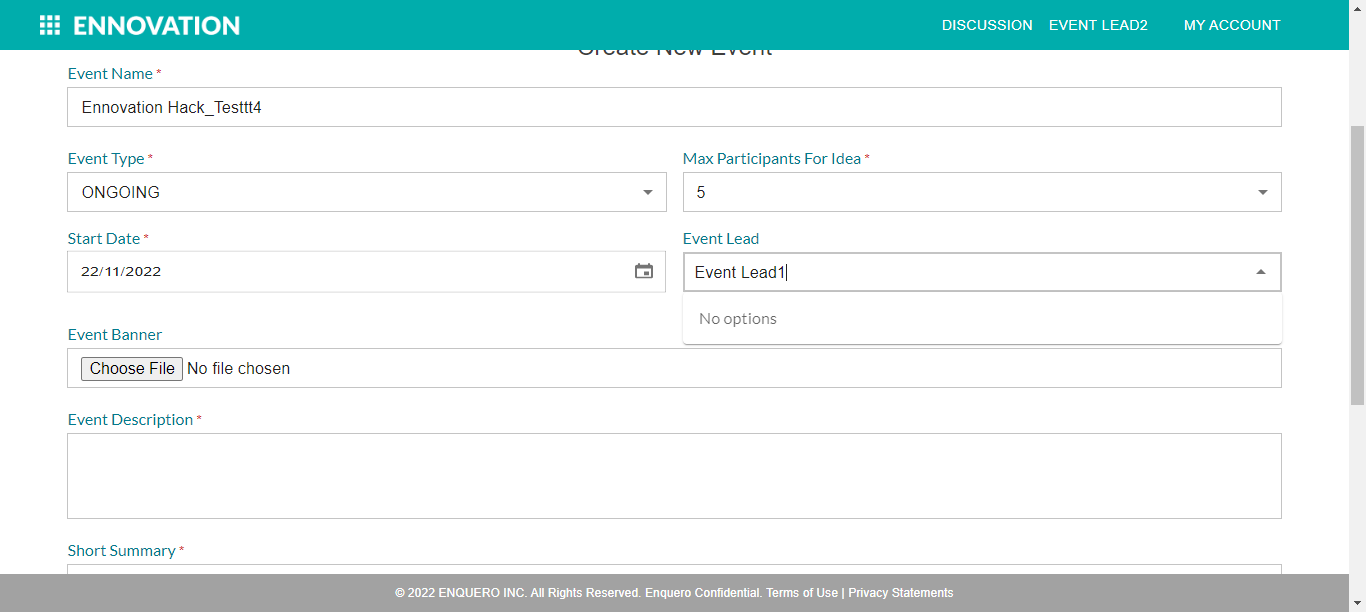 ENNOVATION
DISCUSSION EVENT LEAD2 MY ACCOUNT
Create New Event
Event Name *
Ennovation Hack_Testtt4
Event Type * Max Participants For Idea *
ONGOING 5
Start Date * Event Lead
22/11/2022 Event Lead1
No options
Event Banner
Choose File No file chosen
Event Description *
Short Summary *
© 2022 ENQUERO INC. All Rights Reserved. Enquero Confidential. Terms of Use | Privacy Statements